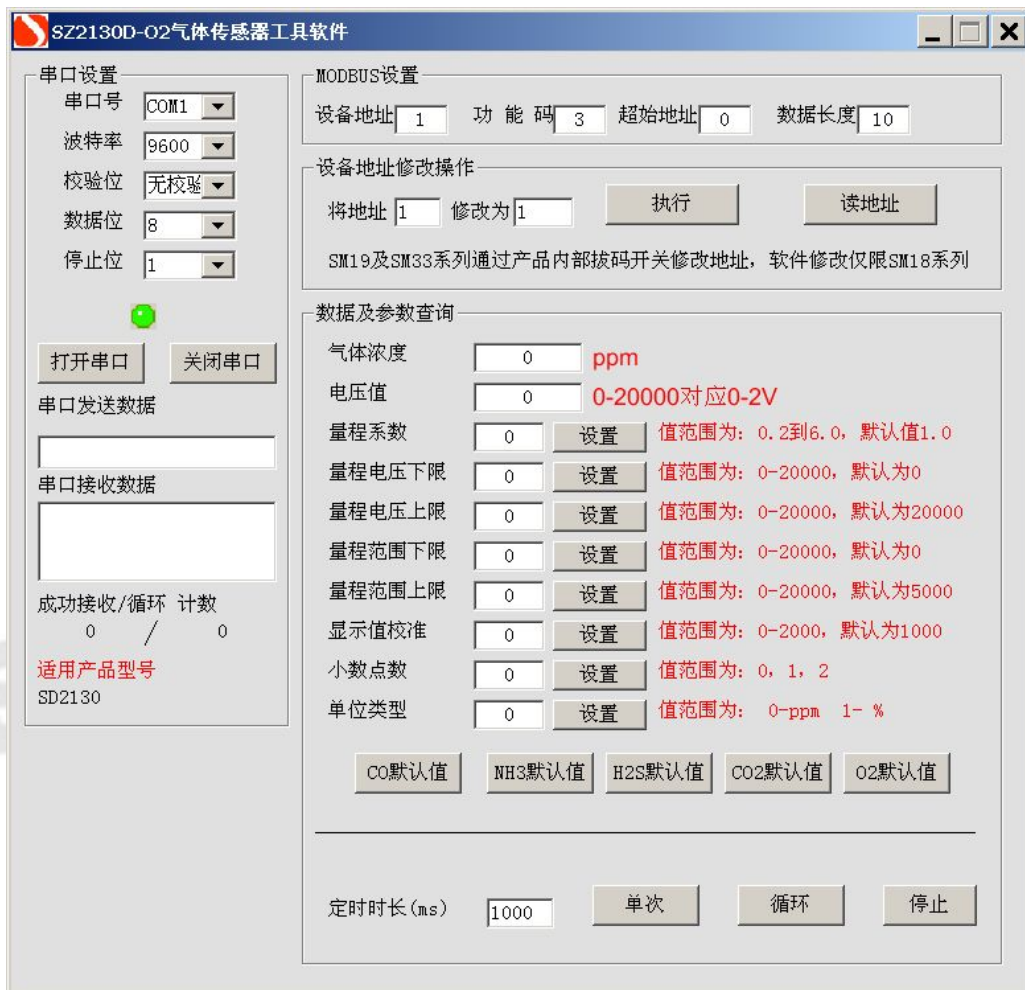 SZ2130D-O2气体传感器工具软件
串口设置
串口号 COM1
波特率 9600
校验位 无校验
数据位 8
停止位 1
打开串口 关闭串口
串口发送数据
串口接收数据
成功接收/循环 计数
0 / 0
适用产品型号
SD2130
MODBUS设置
设备地址 1 功 能 码 3 超始地址 0 数据长度 10
设备地址修改操作
将地址 1 修改为 1 执行 读地址
SM19及SM33系列通过产品内部拔码开关修改地址，软件修改仅限SM18系列
数据及参数查询
气体浓度 0 ppm
电压值 0 0-20000对应0-2V
量程系数 0 设置 值范围为：0.2到6.0，默认值1.0
量程电压下限 0 设置 值范围为：0-20000，默认为0
量程电压上限 0 设置 值范围为：0-20000，默认为20000
量程范围下限 0 设置 值范围为：0-20000，默认为0
量程范围上限 0 设置 值范围为：0-20000，默认为5000
显示值校准 0 设置 值范围为：0-2000，默认为1000
小数点数 0 设置 值范围为：0，1，2
单位类型 0 设置 值范围为： 0-ppm 1- %
CO默认值 NH3默认值 H2S默认值 CO2默认值 O2默认值
定时时长(ms) 1000 单次 循环 停止